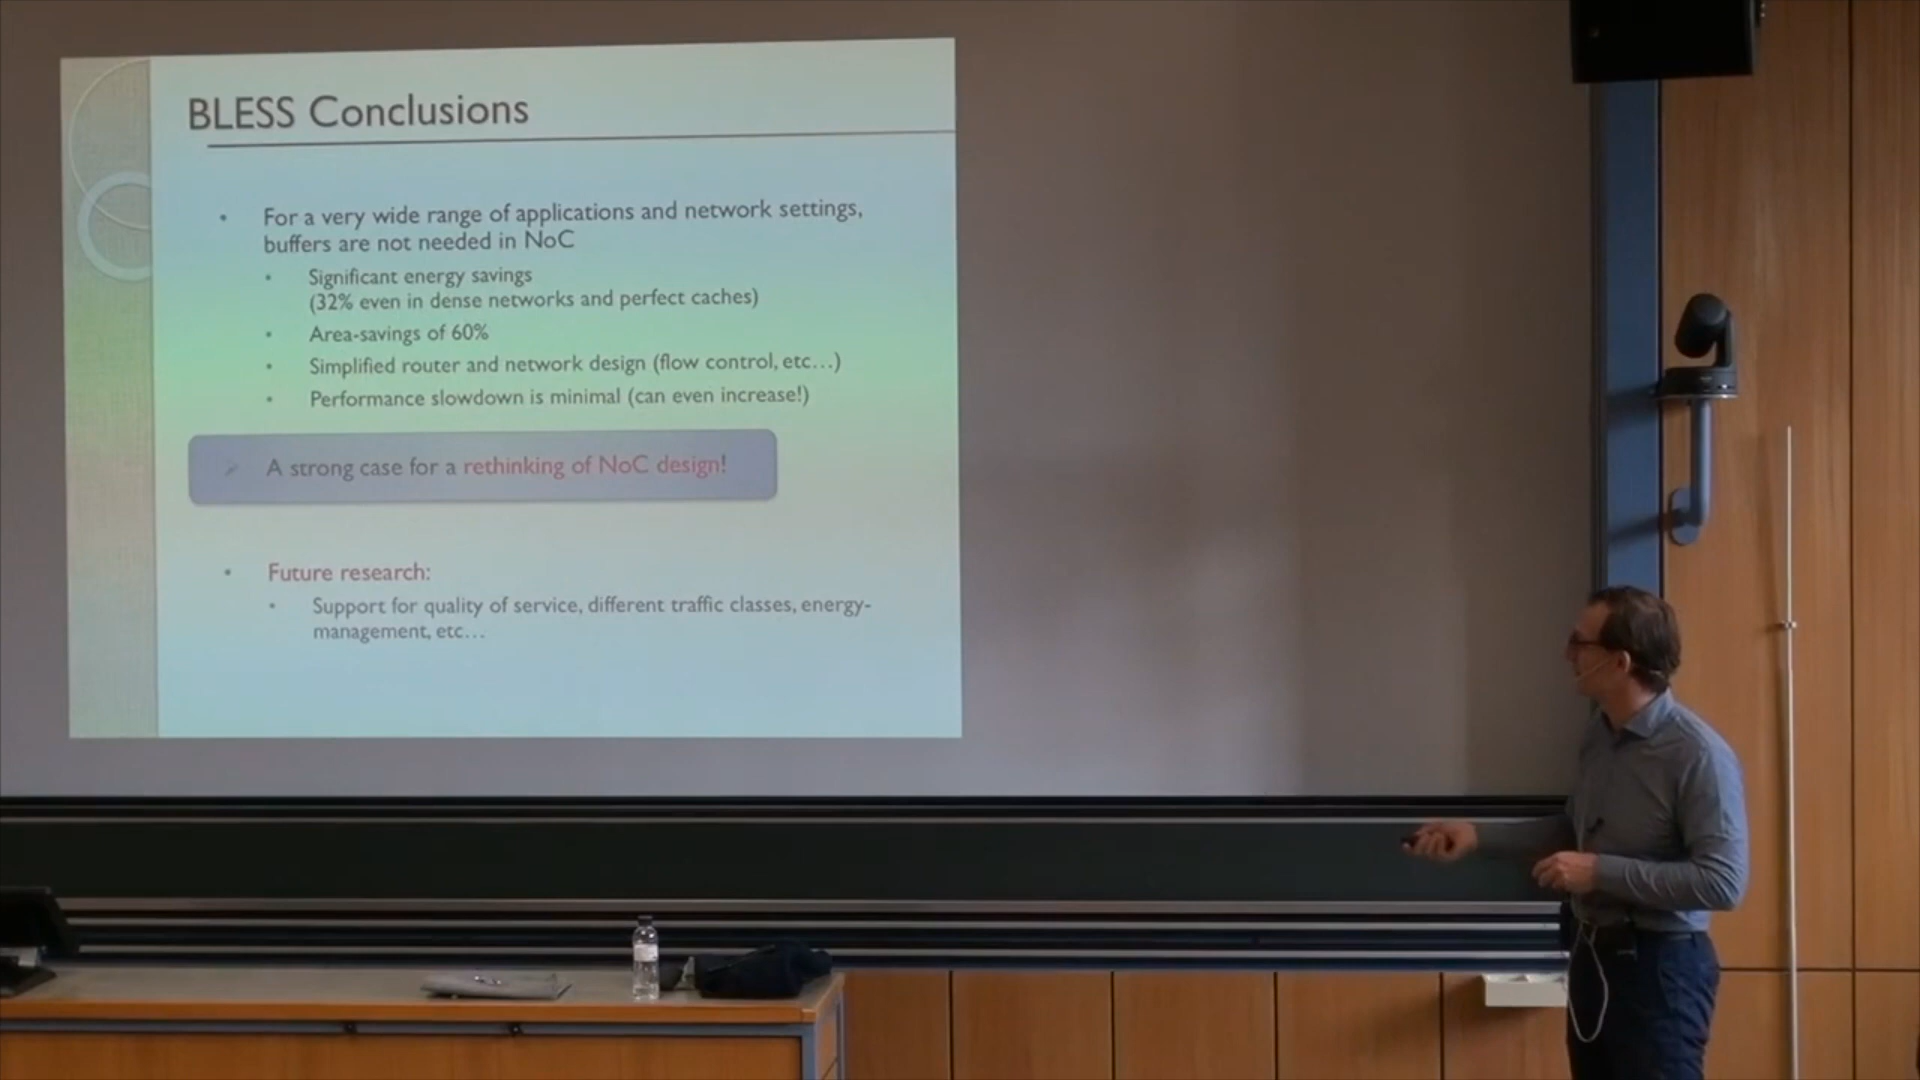 BLESS Conclusions
• For a very wide range of applications and network settings,
buffers are not needed in NoC
• Significant energy savings
(32% even in dense networks and perfect caches)
• Area-savings of 60%
• Simplified router and network design (flow control, etc…)
• Performance slowdown is minimal (can even increase!)
➢ A strong case for a rethinking of NoC design!
• Future research:
• Support for quality of service, different traffic classes, energy-
management, etc…